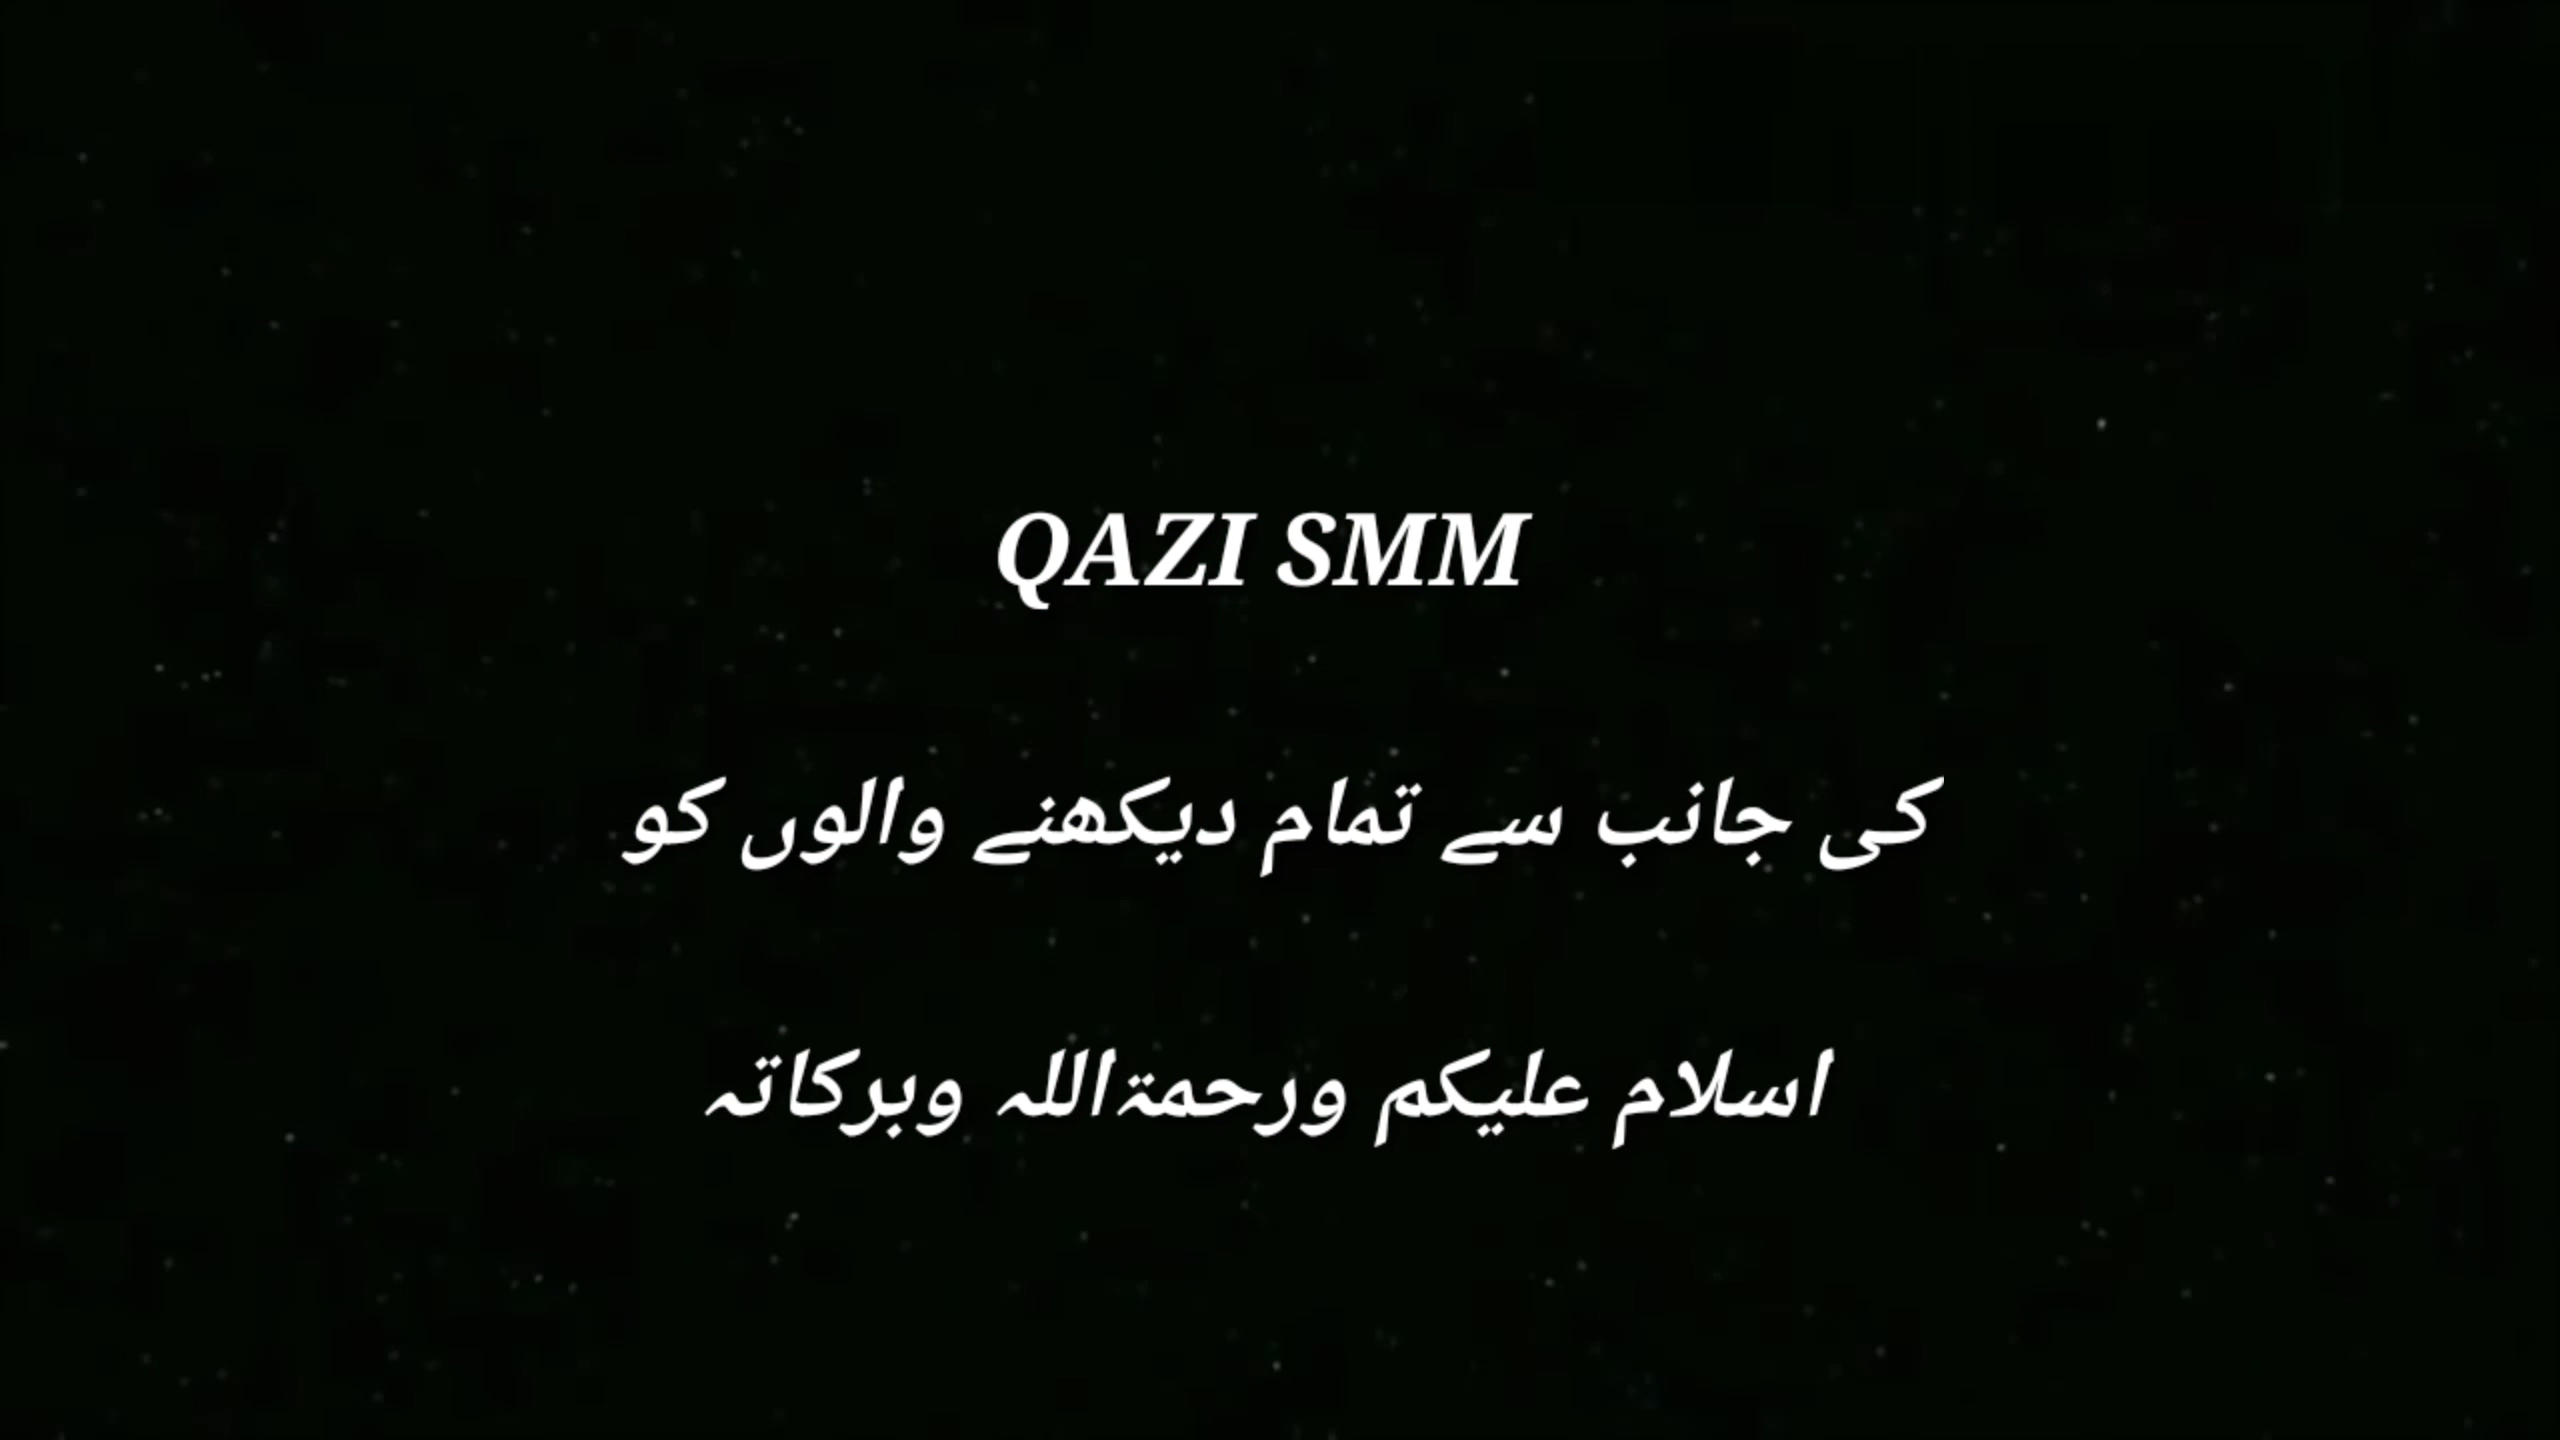 QAZI SMM
کی جانب سے تمام دیکھنے والوں کو
اسلام علیکم ورحمۃاللہ وبرکاتہ